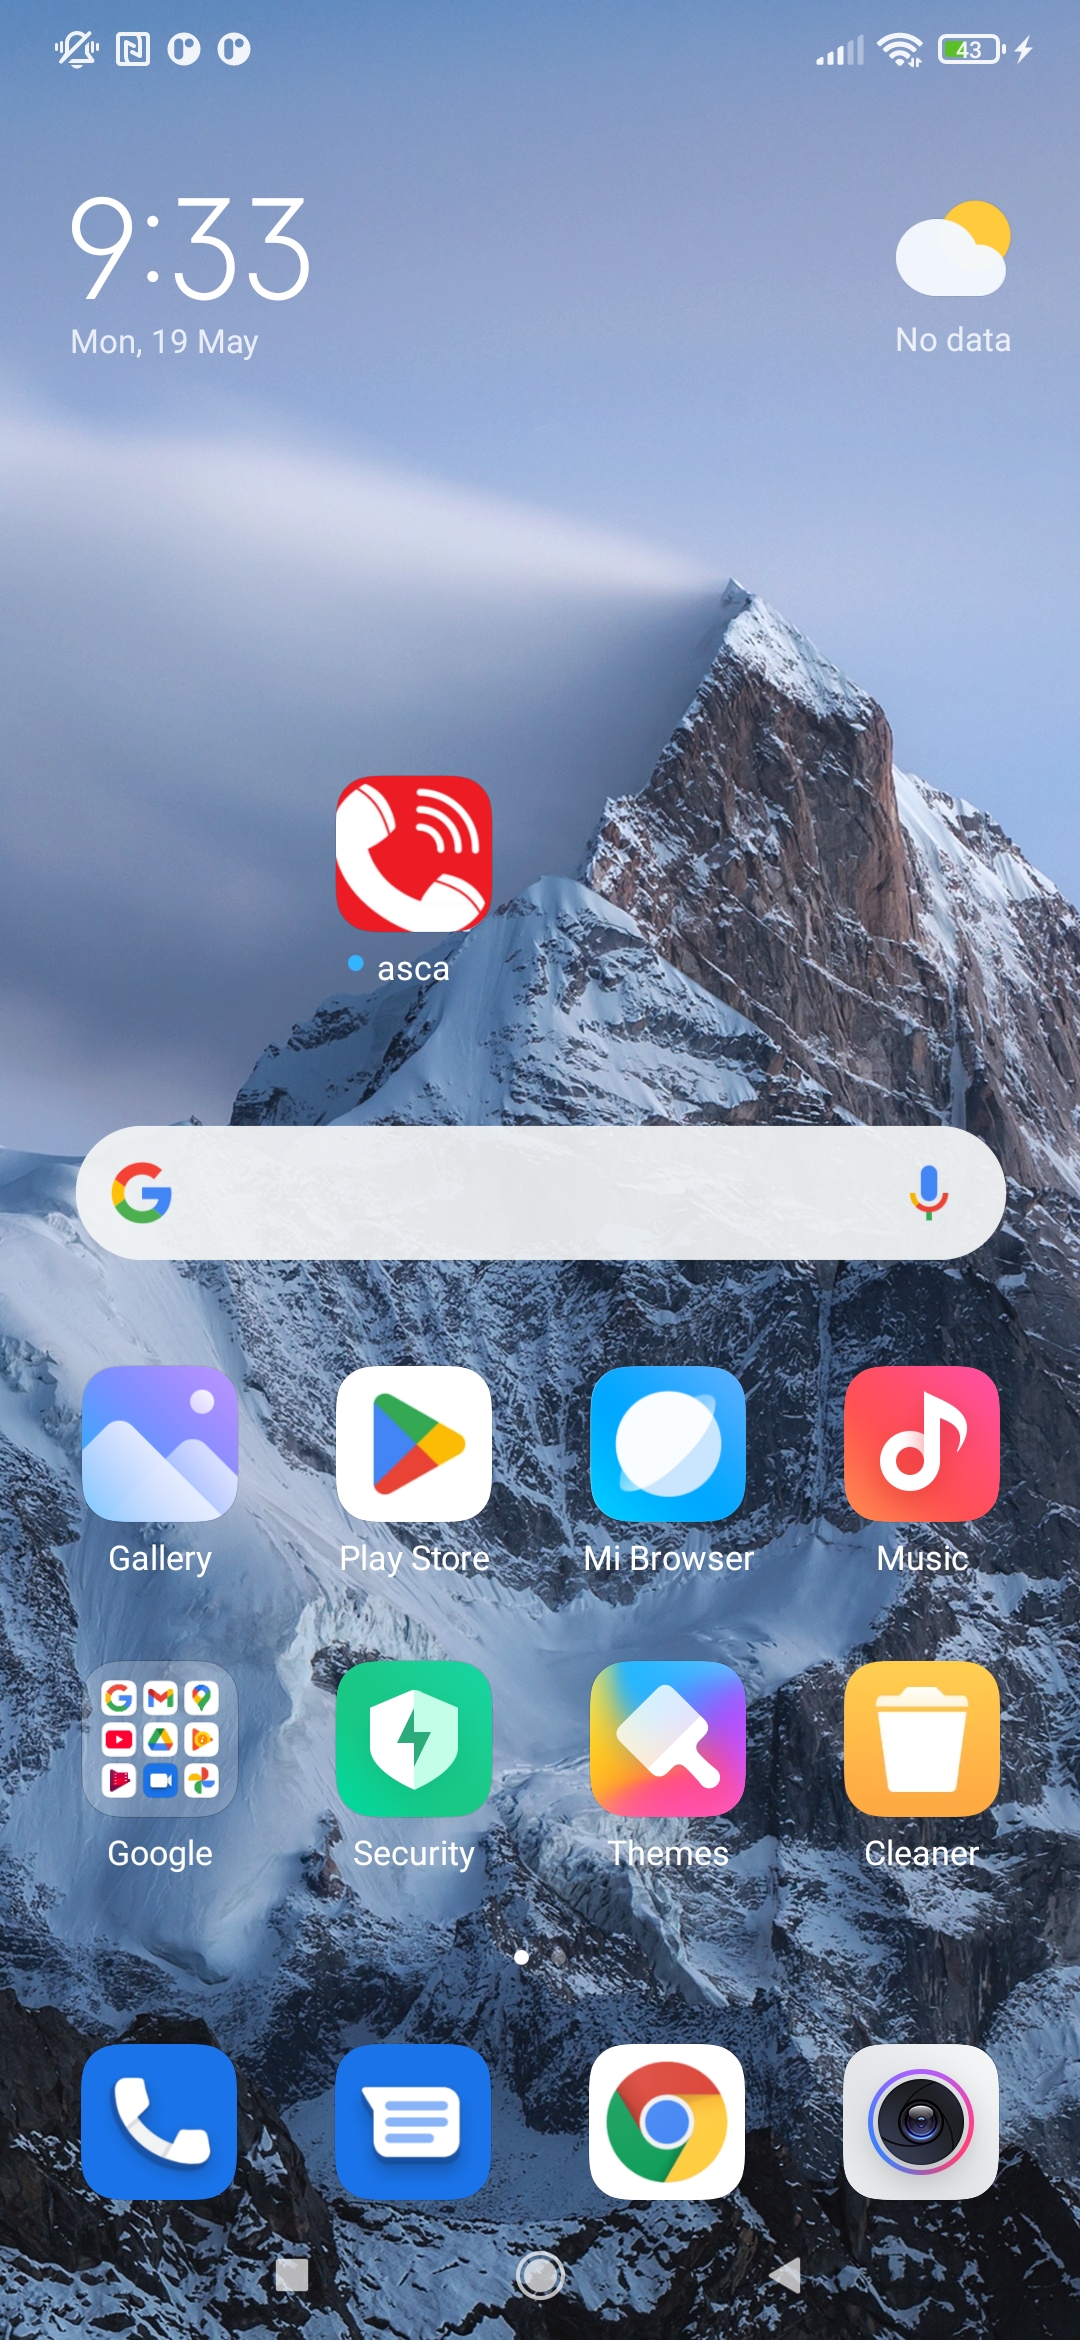 43
9:33
Mon, 19 May
No data
asca
Gallery
Play Store
Mi Browser
Music
Google
Security
Themes
Cleaner